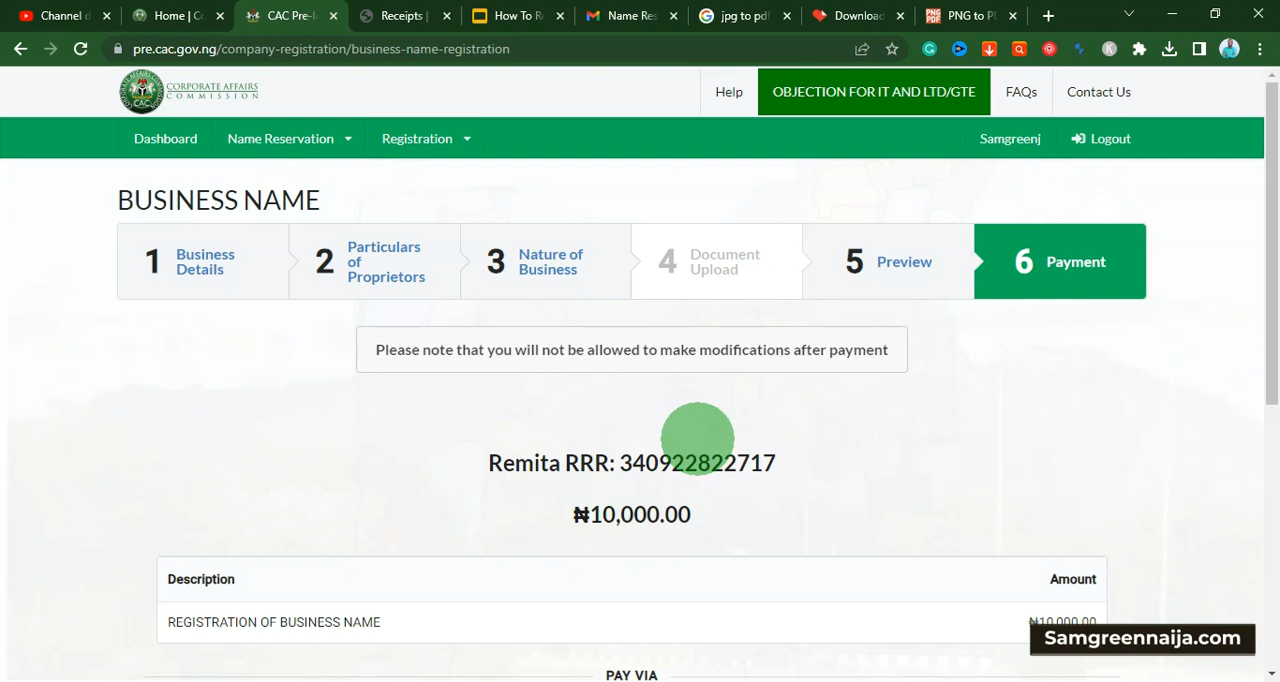 Channel d
Home | C
CAC Pre-I
Receipts |
How To R
Name Res
jpg to pdf
Download
PNG to P
pre.cac.gov.ng/company-registration/business-name-registration
CAC
CORPORATE AFFAIRS
COMMISSION
Help
OBJECTION FOR IT AND LTD/GTE
FAQs
Contact Us
Dashboard
Name Reservation
Registration
Samgreenj
Logout
BUSINESS NAME
1 Business
Details
2 Particulars
of
Proprietors
3 Nature of
Business
4 Document
Upload
5 Preview
6 Payment
Please note that you will not be allowed to make modifications after payment
Remita RRR: 340922822717
₦10,000.00
Description Amount
REGISTRATION OF BUSINESS NAME ₦10,000.00
Samgreennaija.com
PAY VIA